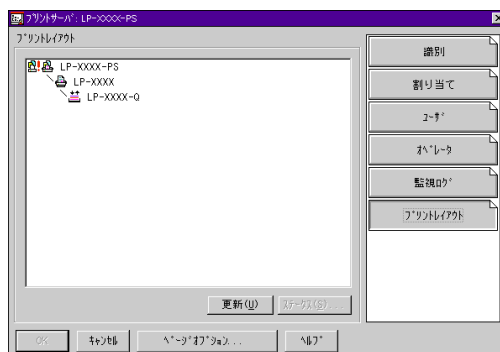 ﾌﾟﾘﾝﾄｻｰﾊﾞ: LP-XXXX-PS
ﾌﾟﾘﾝﾄﾚｲｱｳﾄ
LP-XXXX-PS
LP-XXXX
LP-XXXX-Q
更新(U)
ｽﾃｰﾀｽ(S)...
識別
割り当て
ﾕｰｻﾞ
ｵﾍﾟﾚｰﾀ
監視ﾛｸﾞ
ﾌﾟﾘﾝﾄﾚｲｱｳﾄ
OK
ｷｬﾝｾﾙ
ﾍﾟｰｼﾞｵﾌﾟｼｮﾝ...
ﾍﾙﾌﾟ